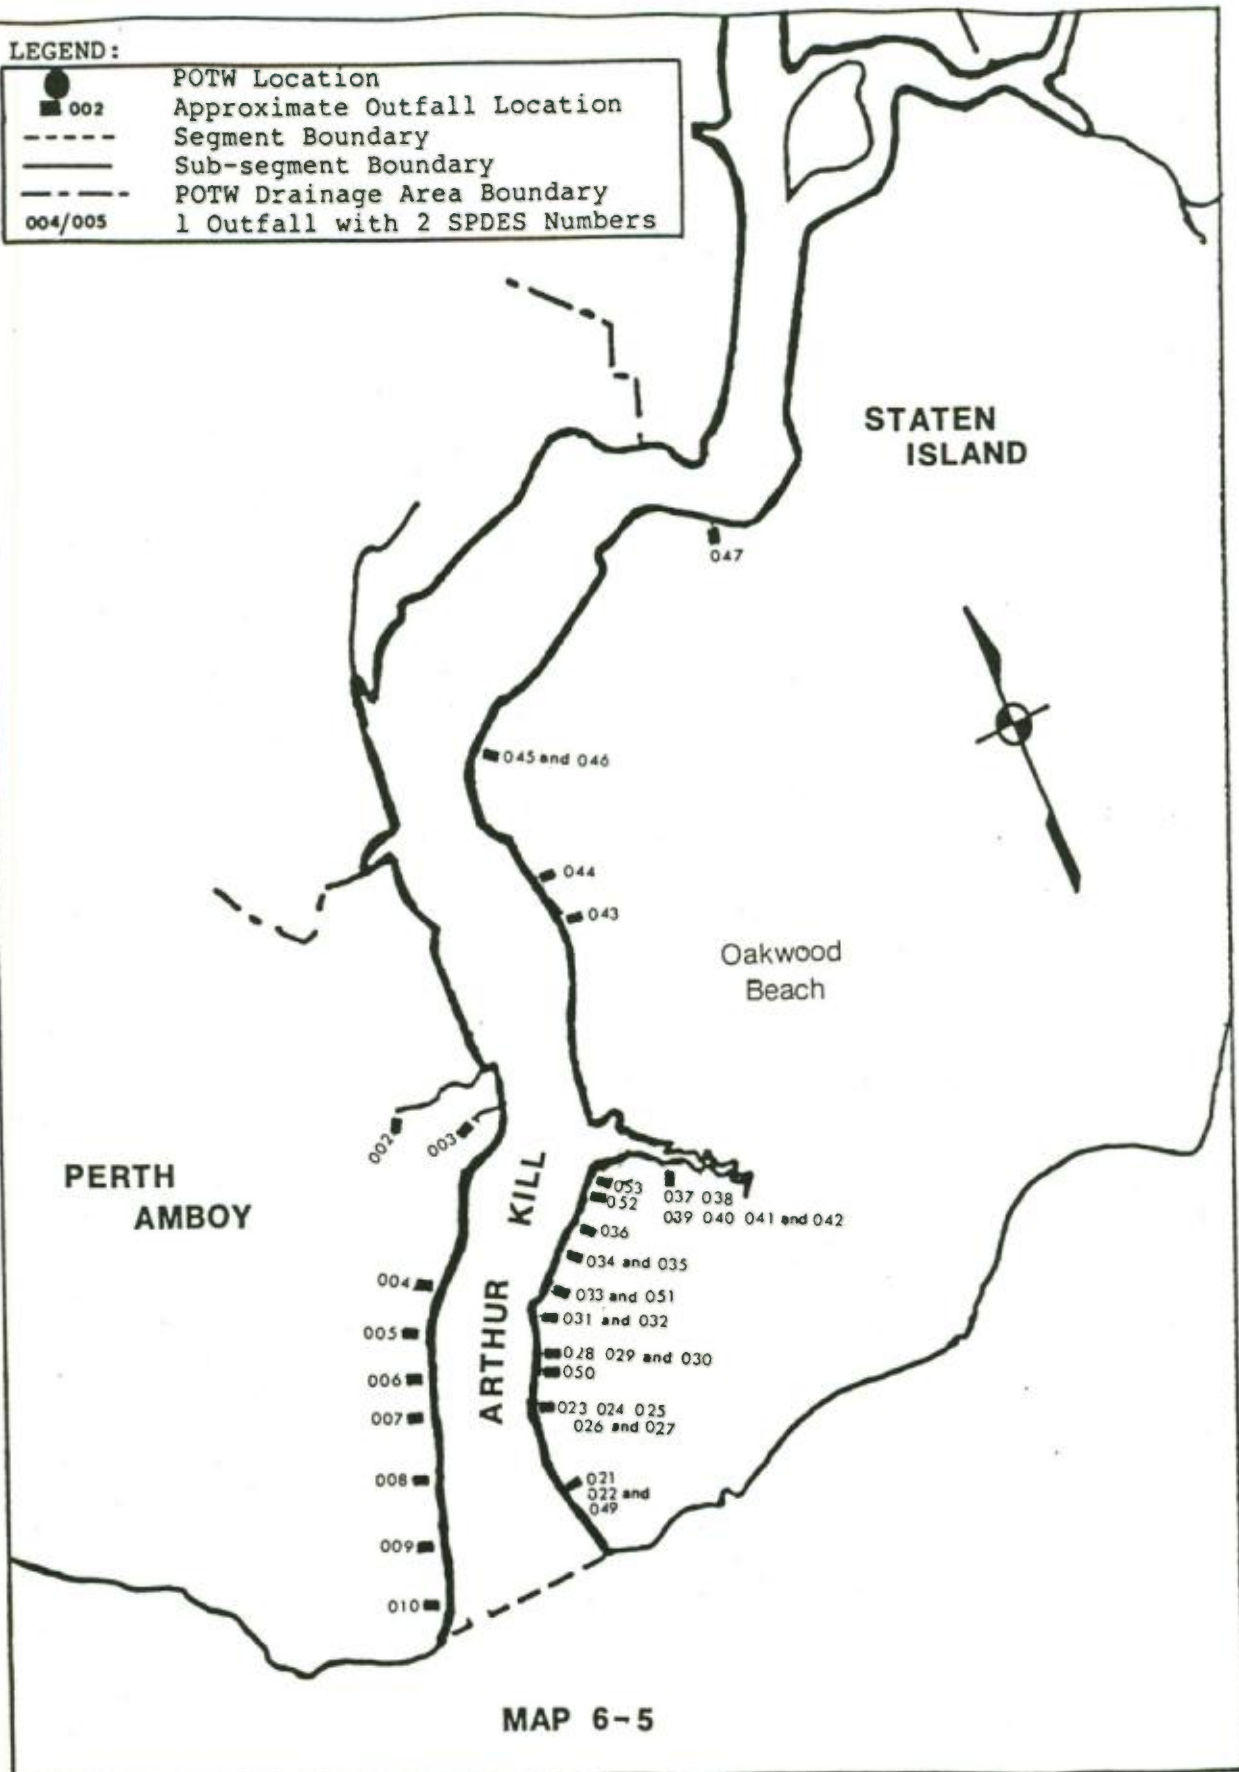 LEGEND:
POTW Location
002 Approximate Outfall Location
Segment Boundary
Sub-segment Boundary
POTW Drainage Area Boundary
004/005 1 Outfall with 2 SPDES Numbers
STATEN
ISLAND
047
045 and 046
044
043
Oakwood
Beach
002
003
PERTH
AMBOY
ARTHUR KILL
053
052
037 038
039 040 041 and 042
036
034 and 035
033 and 051
031 and 032
028 029 and 030
050
023 024 025
026 and 027
021
022 and
049
004
005
006
007
008
009
010
MAP 6-5